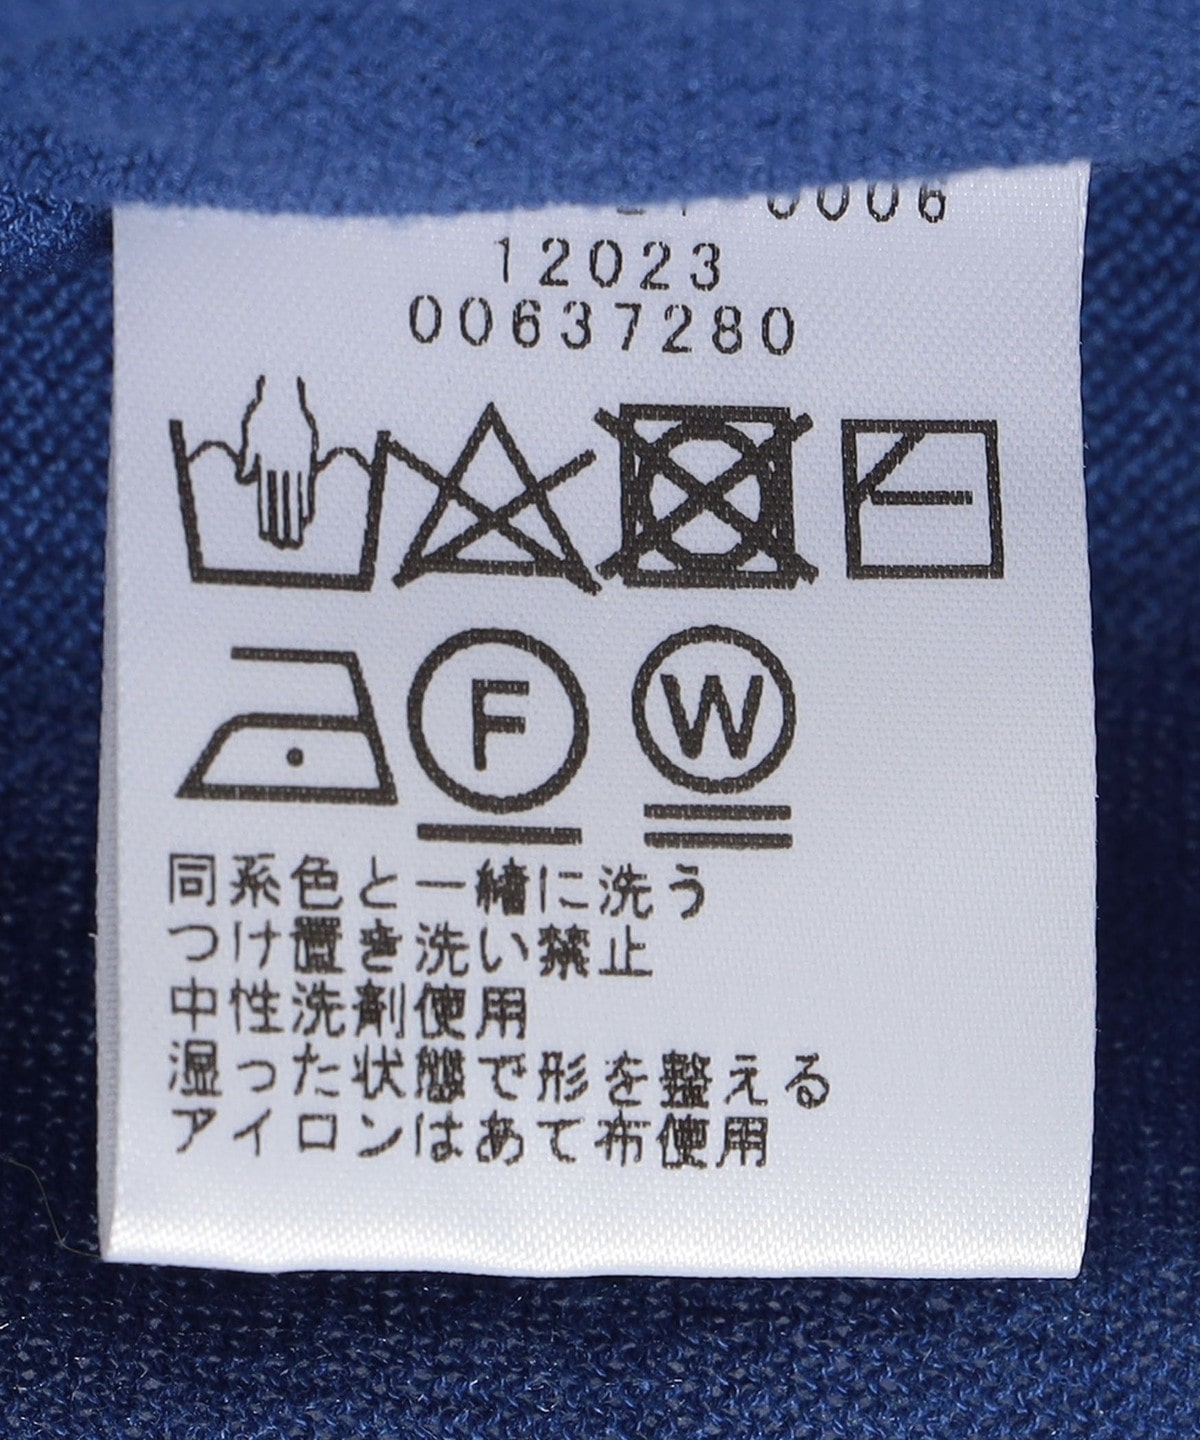 0006
12023
00637280
F
W
同系色と一緒に洗う
つけ置き洗い禁止
中性洗剤使用
湿った状態で形を整える
アイロンはあて布使用